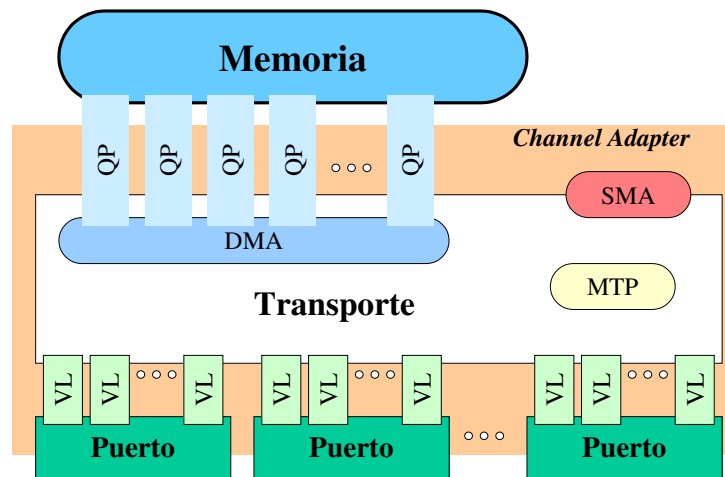 Memoria
Channel Adapter
QP QP QP QP ... QP
SMA
DMA
MTP
Transporte
VL VL ... VL VL VL ... VL VL VL ... VL
Puerto Puerto ... Puerto